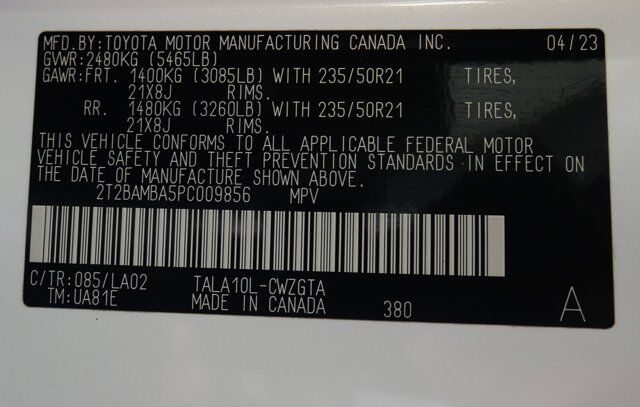 MFD.BY:TOYOTA MOTOR MANUFACTURING CANADA INC. 04/23
GVWR:2480KG (5465LB)
GAWR:FRT. 1400KG (3085LB) WITH 235/50R21 TIRES,
21X8J RIMS.
RR. 1480KG (3260LB) WITH 235/50R21 TIRES,
21X8J RIMS.
THIS VEHICLE CONFORMS TO ALL APPLICABLE FEDERAL MOTOR
VEHICLE SAFETY AND THEFT PREVENTION STANDARDS IN EFFECT ON
THE DATE OF MANUFACTURE SHOWN ABOVE.
2T2BAMBA5PC009856 MPV
C/TR:085/LA02 TALA10L-CWZGTA
TM:UA81E MADE IN CANADA 380 A